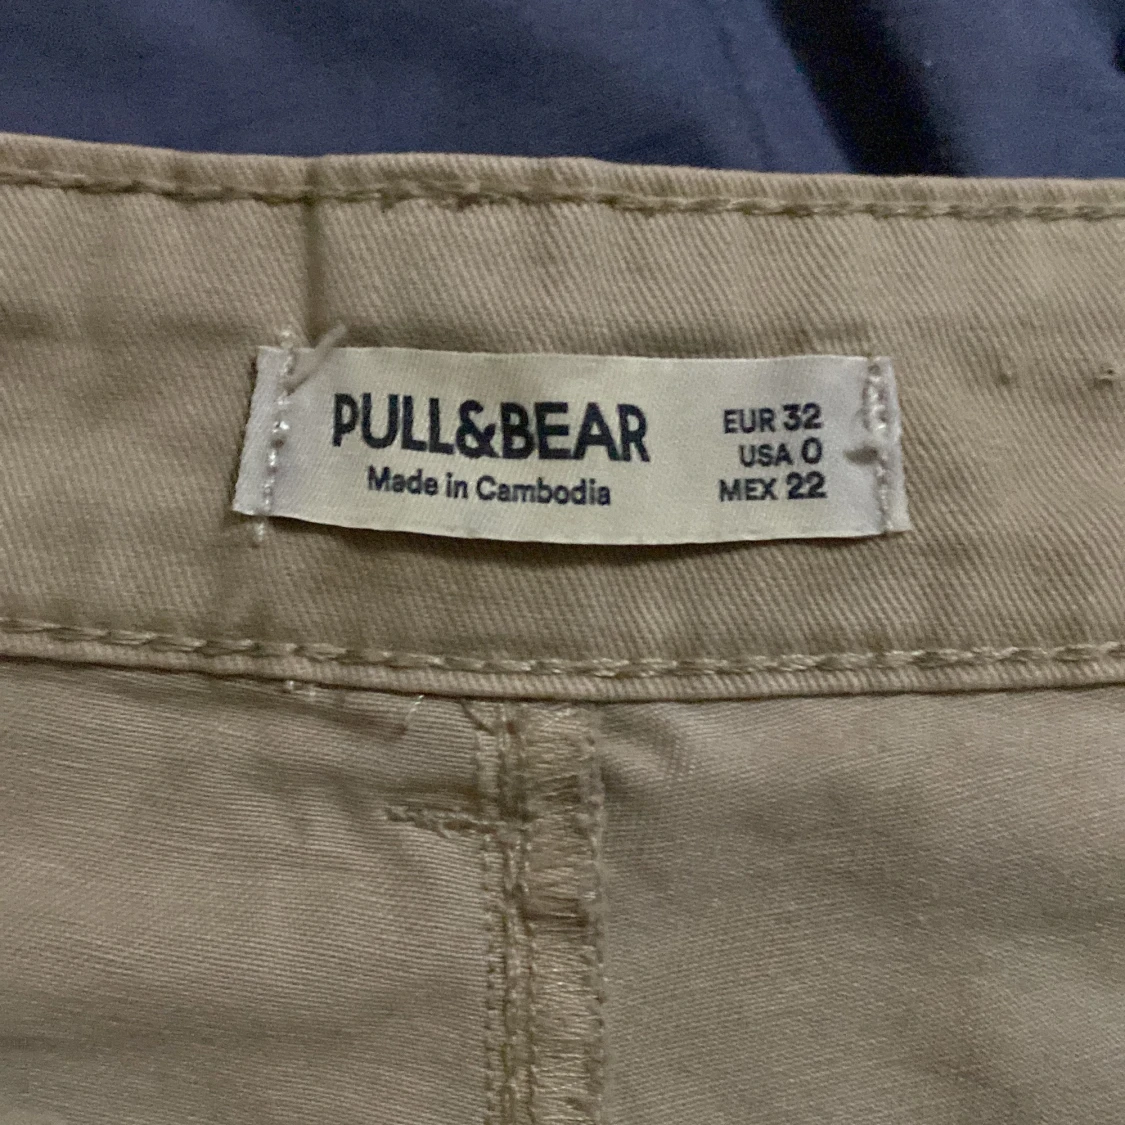 PULL&BEAR
Made in Cambodia
EUR 32
USA 0
MEX 22